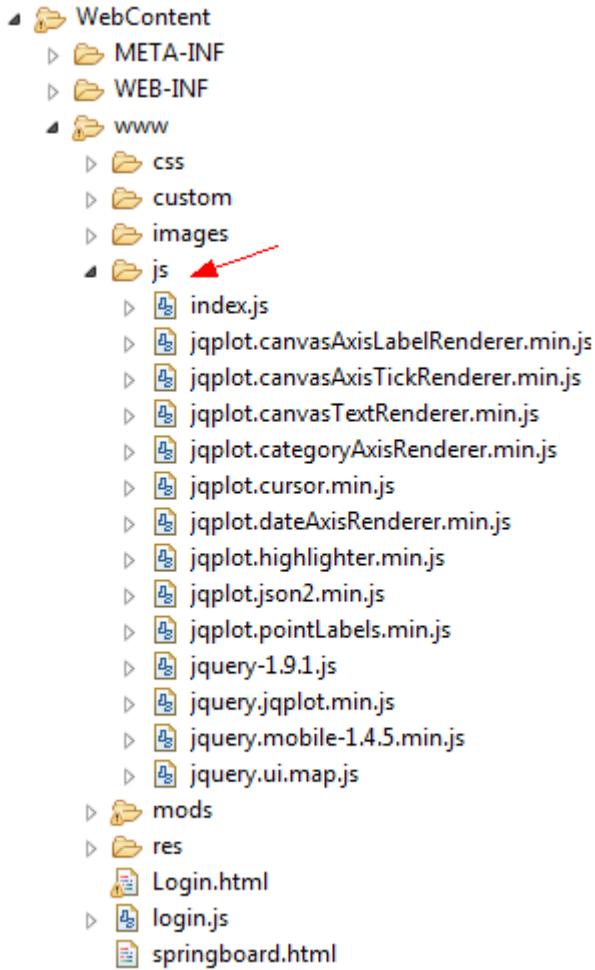 WebContent
META-INF
WEB-INF
www
css
custom
images
js
index.js
jqplot.canvasAxisLabelRenderer.min.js
jqplot.canvasAxisTickRenderer.min.js
jqplot.canvasTextRenderer.min.js
jqplot.categoryAxisRenderer.min.js
jqplot.cursor.min.js
jqplot.dateAxisRenderer.min.js
jqplot.highlighter.min.js
jqplot.json2.min.js
jqplot.pointLabels.min.js
jquery-1.9.1.js
jquery.jqplot.min.js
jquery.mobile-1.4.5.min.js
jquery.ui.map.js
mods
res
Login.html
login.js
springboard.html